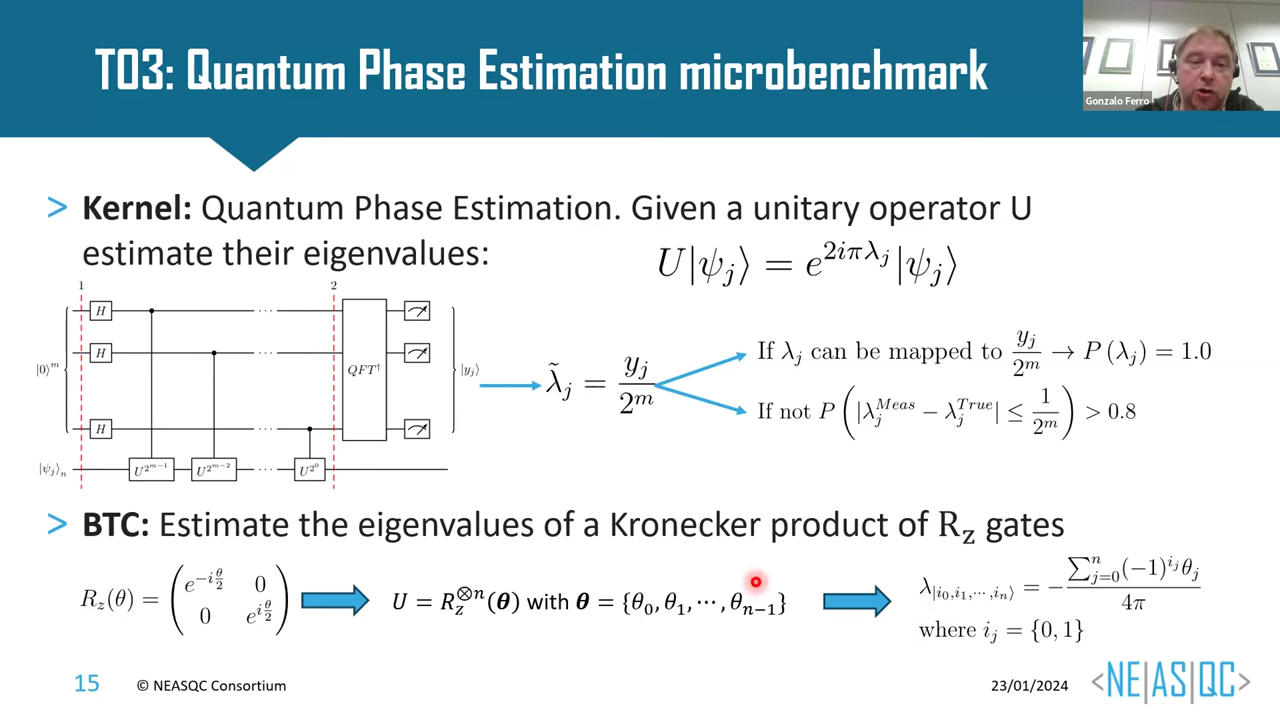 T03: Quantum Phase Estimation microbenchmark
Gonzalo Ferro
> Kernel: Quantum Phase Estimation. Given a unitary operator U
estimate their eigenvalues:
U|ψ_j⟩ = e^{2iπλ_j}|ψ_j⟩
1 2
H
H
H
|0⟩^m
···
···
···
QFT†
|y_j⟩
|ψ_j⟩_n
U^{2^{m−1}} U^{2^{m−2}} ··· U^{2^0}
λ̃_j = y_j/2^m
If λ_j can be mapped to y_j/2^m → P(λ_j) = 1.0
If not P(|λ_j^{Meas} − λ_j^{True}| ≤ 1/2^m) > 0.8
> BTC: Estimate the eigenvalues of a Kronecker product of R_z gates
R_z(θ) = (e^{−iθ/2} 0
0 e^{iθ/2})
U = R_z^{⊗n}(θ) with θ = {θ_0, θ_1, ⋯, θ_{n−1}}
λ_{|i_0,i_1,⋯,i_n⟩} = −∑_{j=0}^{n}(−1)^{i_j}θ_j/4π
where i_j = {0, 1}
15 © NEASQC Consortium 23/01/2024 <NE|AS|QC>